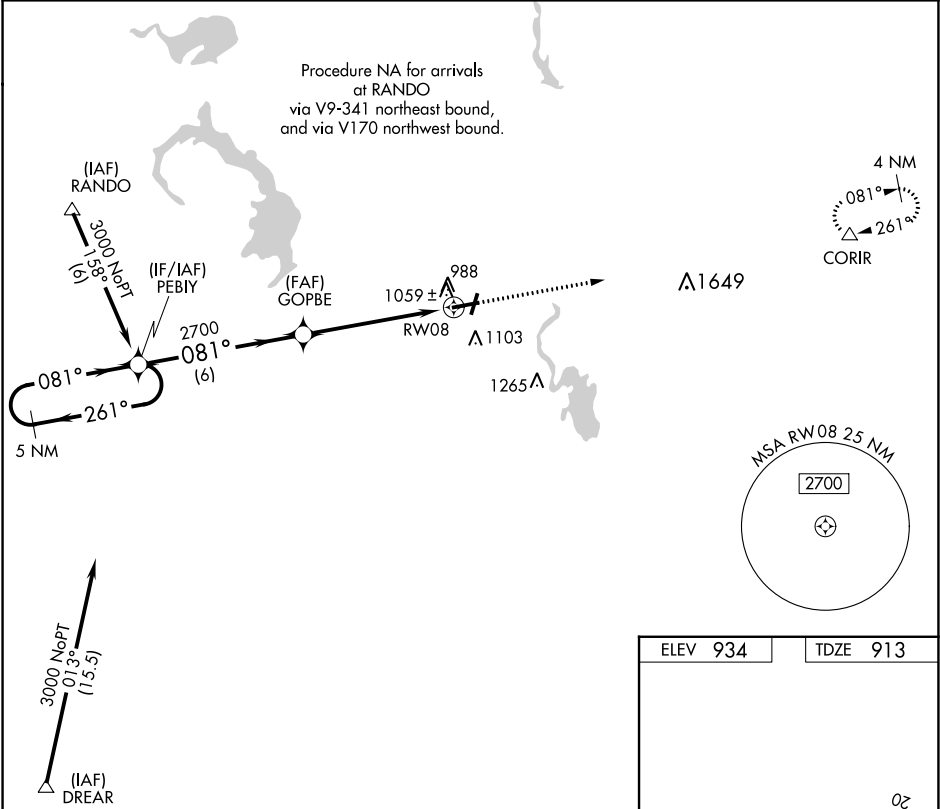 Procedure NA for arrivals
at RANDO
via V9-341 northeast bound,
and via V170 northwest bound.
4 NM
081°
261°
CORIR
(IAF)
RANDO
3000 NoPT
158°
(6)
(IF/IAF)
PEBIY
(FAF)
GOPBE
988
1059 ±
RW08
1649
1103
2700
081°
(6)
1265
081°
261°
5 NM
MSA RW08 25 NM
2700
3000 NoPT
013°
(15.5)
(IAF)
DREAR
ELEV 934
TDZE 913
20